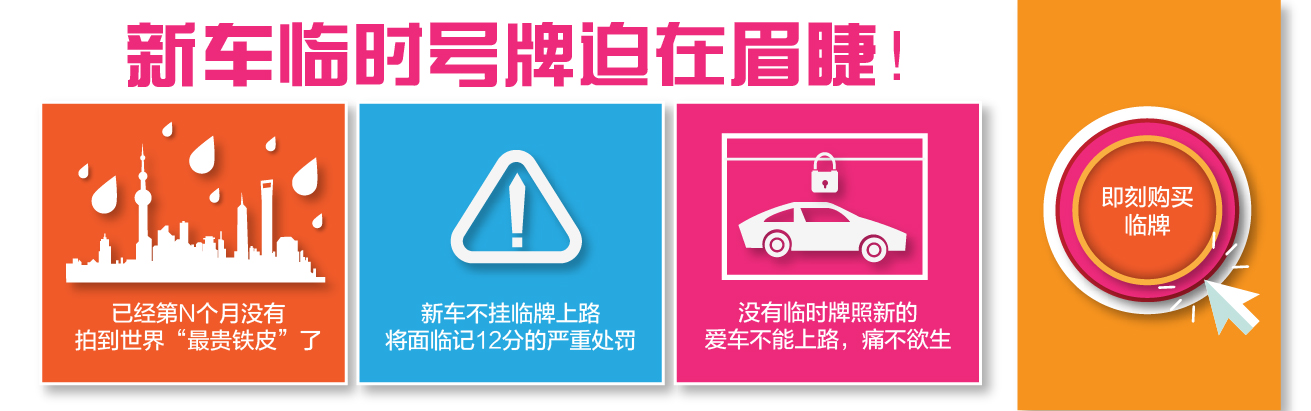 新车临时号牌迫在眉睫！
已经第N个月没有
拍到世界“最贵铁皮”了
新车不挂临牌上路
将面临记12分的严重处罚
没有临时牌照新的
爱车不能上路，痛不欲生
即刻购买
临牌